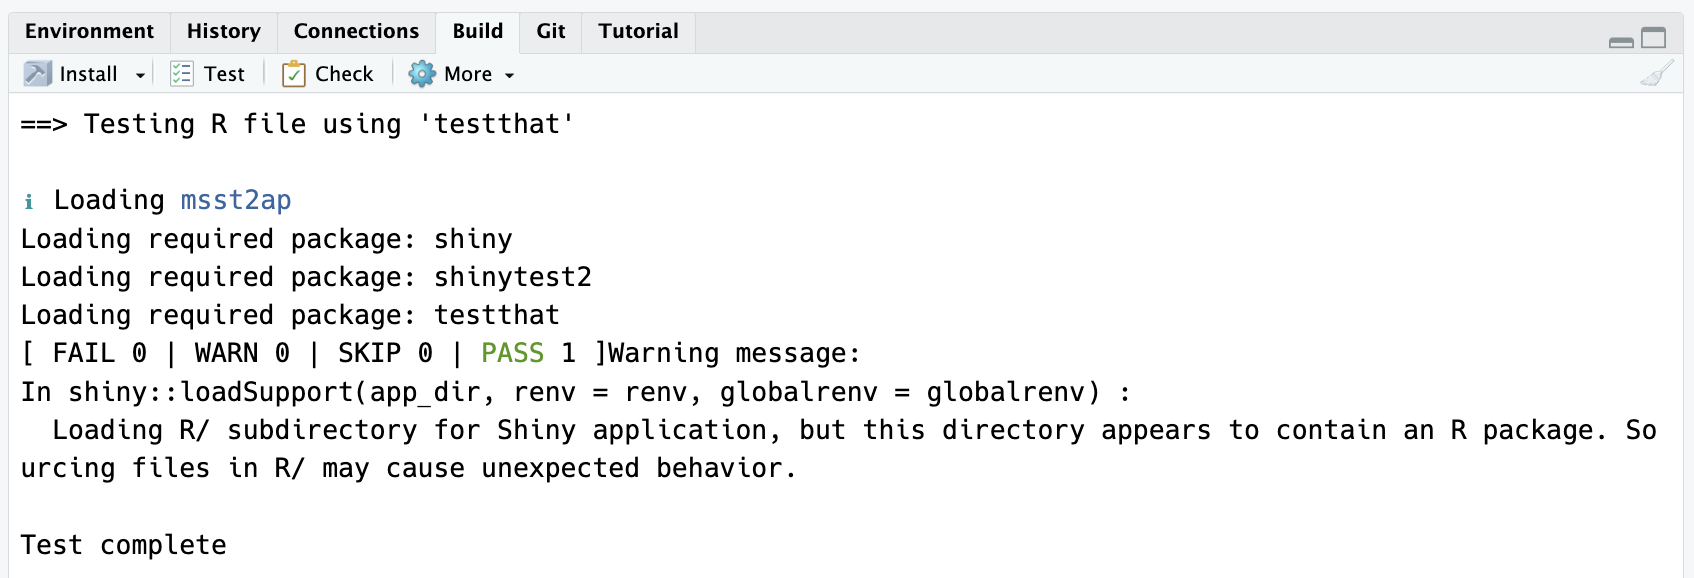 Environment History Connections Build Git Tutorial
Install Test Check More
==> Testing R file using 'testthat'
i Loading msst2ap
Loading required package: shiny
Loading required package: shinytest2
Loading required package: testthat
[ FAIL 0 | WARN 0 | SKIP 0 | PASS 1 ]Warning message:
In shiny::loadSupport(app_dir, renv = renv, globalrenv = globalrenv) :
  Loading R/ subdirectory for Shiny application, but this directory appears to contain an R package. So
urcing files in R/ may cause unexpected behavior.
Test complete